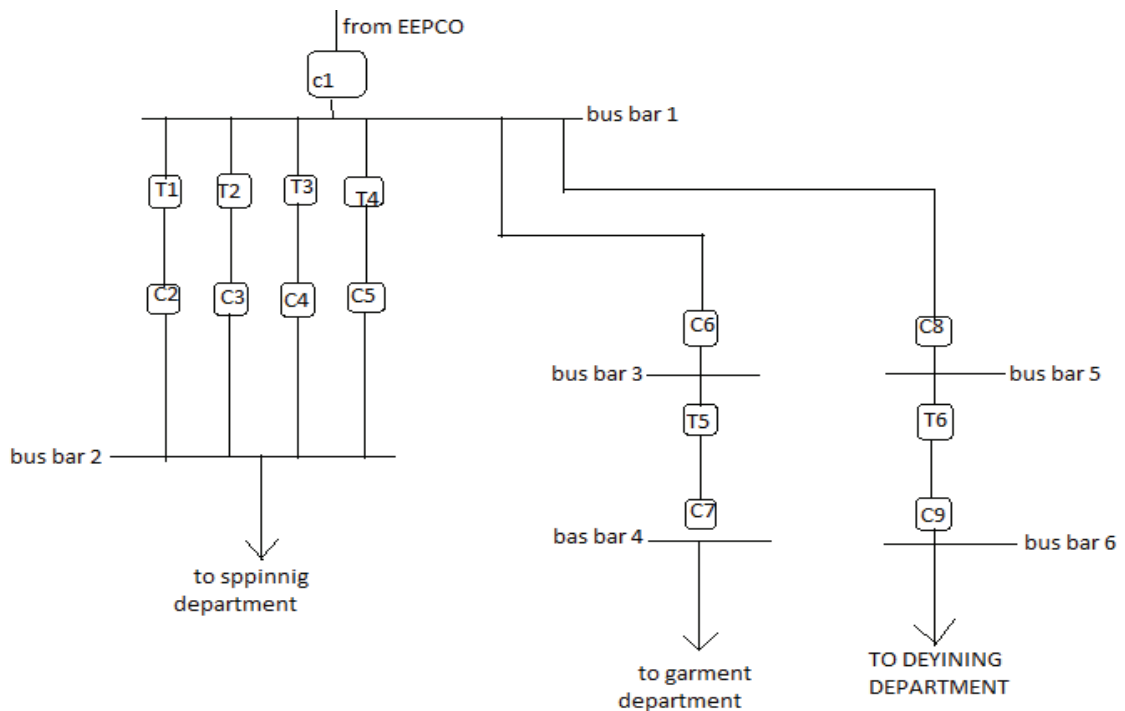 from EEPCO
c1
bus bar 1
T1
T2
T3
T4
C2
C3
C4
C5
C6
C8
bus bar 3
bus bar 5
T5
T6
bus bar 2
C7
C9
bas bar 4
bus bar 6
to sppinnig
department
to garment
department
TO DEYINING
DEPARTMENT